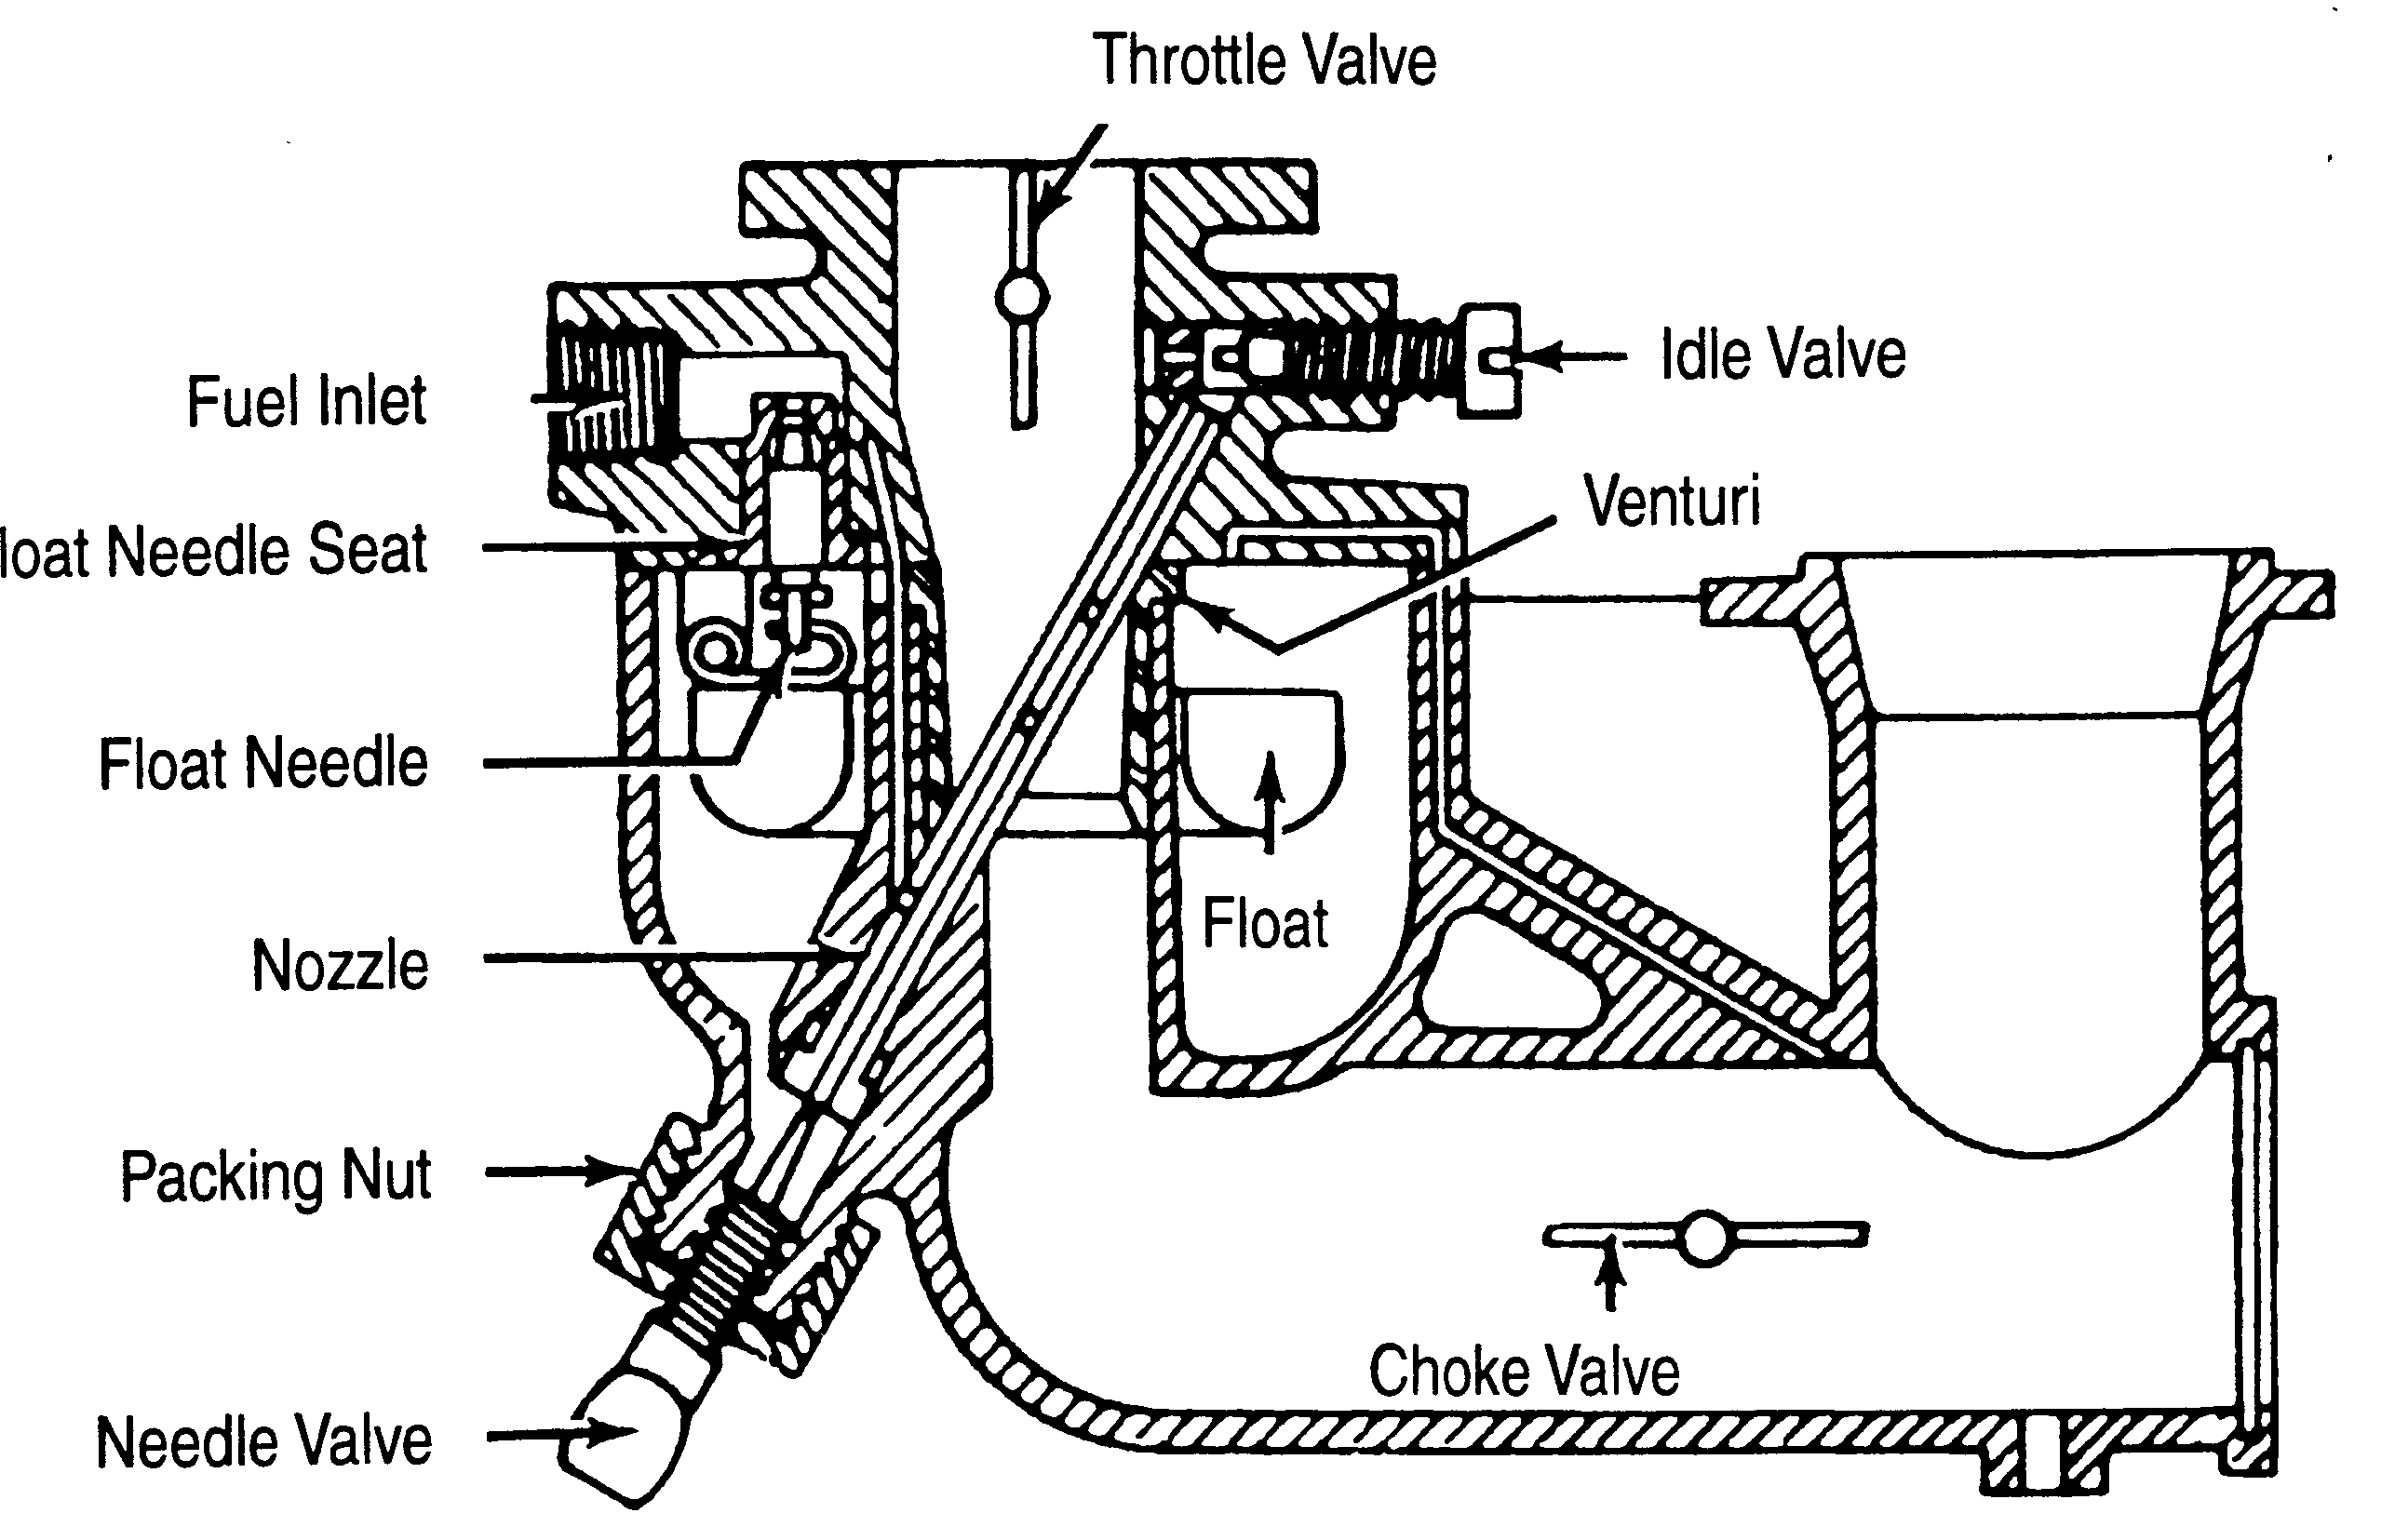 Throttle Valve
Idle Valve
Fuel Inlet
Venturi
loat Needle Seat
Float Needle
Float
Nozzle
Packing Nut
Choke Valve
Needle Valve